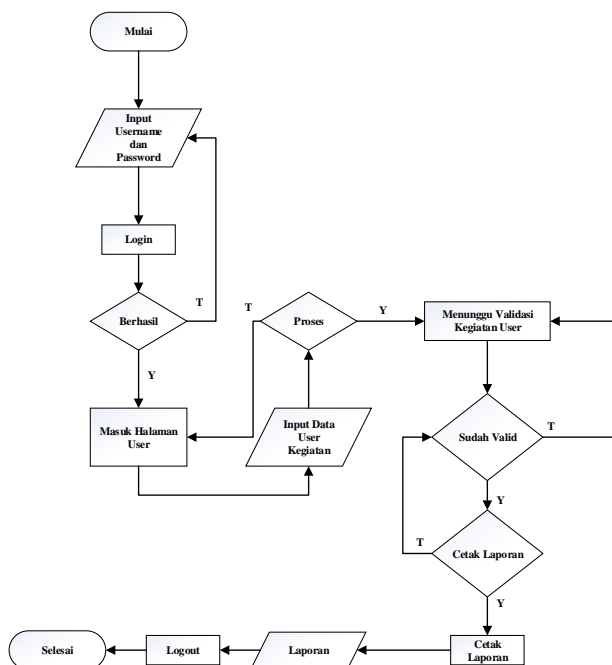 Mulai
Input
Username
dan
Password
Login
Berhasil
T
Y
Masuk Halaman
User
Input Data
User
Kegiatan
Proses
T
Y
Menunggu Validasi
Kegiatan User
Sudah Valid
T
Y
Cetak Laporan
T
Y
Cetak
Laporan
Laporan
Logout
Selesai